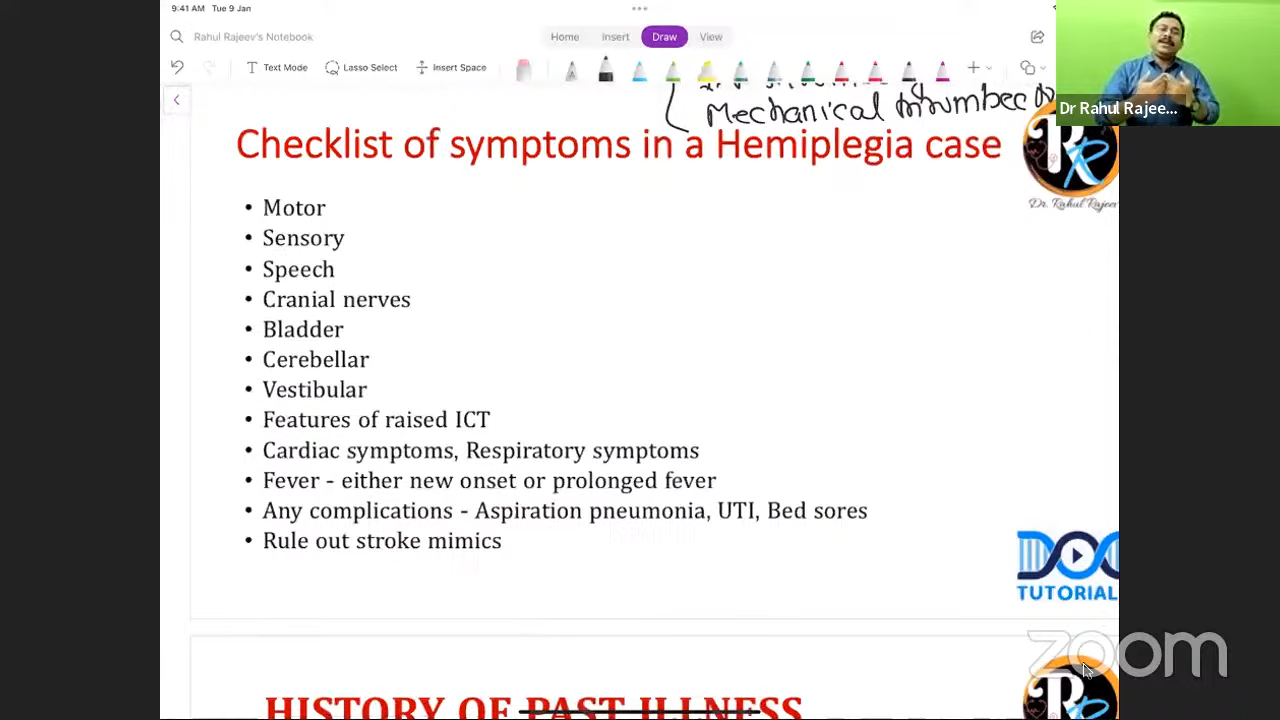 9:41 AM Tue 9 Jan
Rahul Rajeev's Notebook
Home Insert Draw View
Text Mode Lasso Select Insert Space
Mechanical
Dr Rahul Rajee...
Checklist of symptoms in a Hemiplegia case
Dr. Rahul Rajeev
• Motor
• Sensory
• Speech
• Cranial nerves
• Bladder
• Cerebellar
• Vestibular
• Features of raised ICT
• Cardiac symptoms, Respiratory symptoms
• Fever - either new onset or prolonged fever
• Any complications - Aspiration pneumonia, UTI, Bed sores
• Rule out stroke mimics
DOC
TUTORIAL
zoom
HISTORY OF PAST ILLNESS